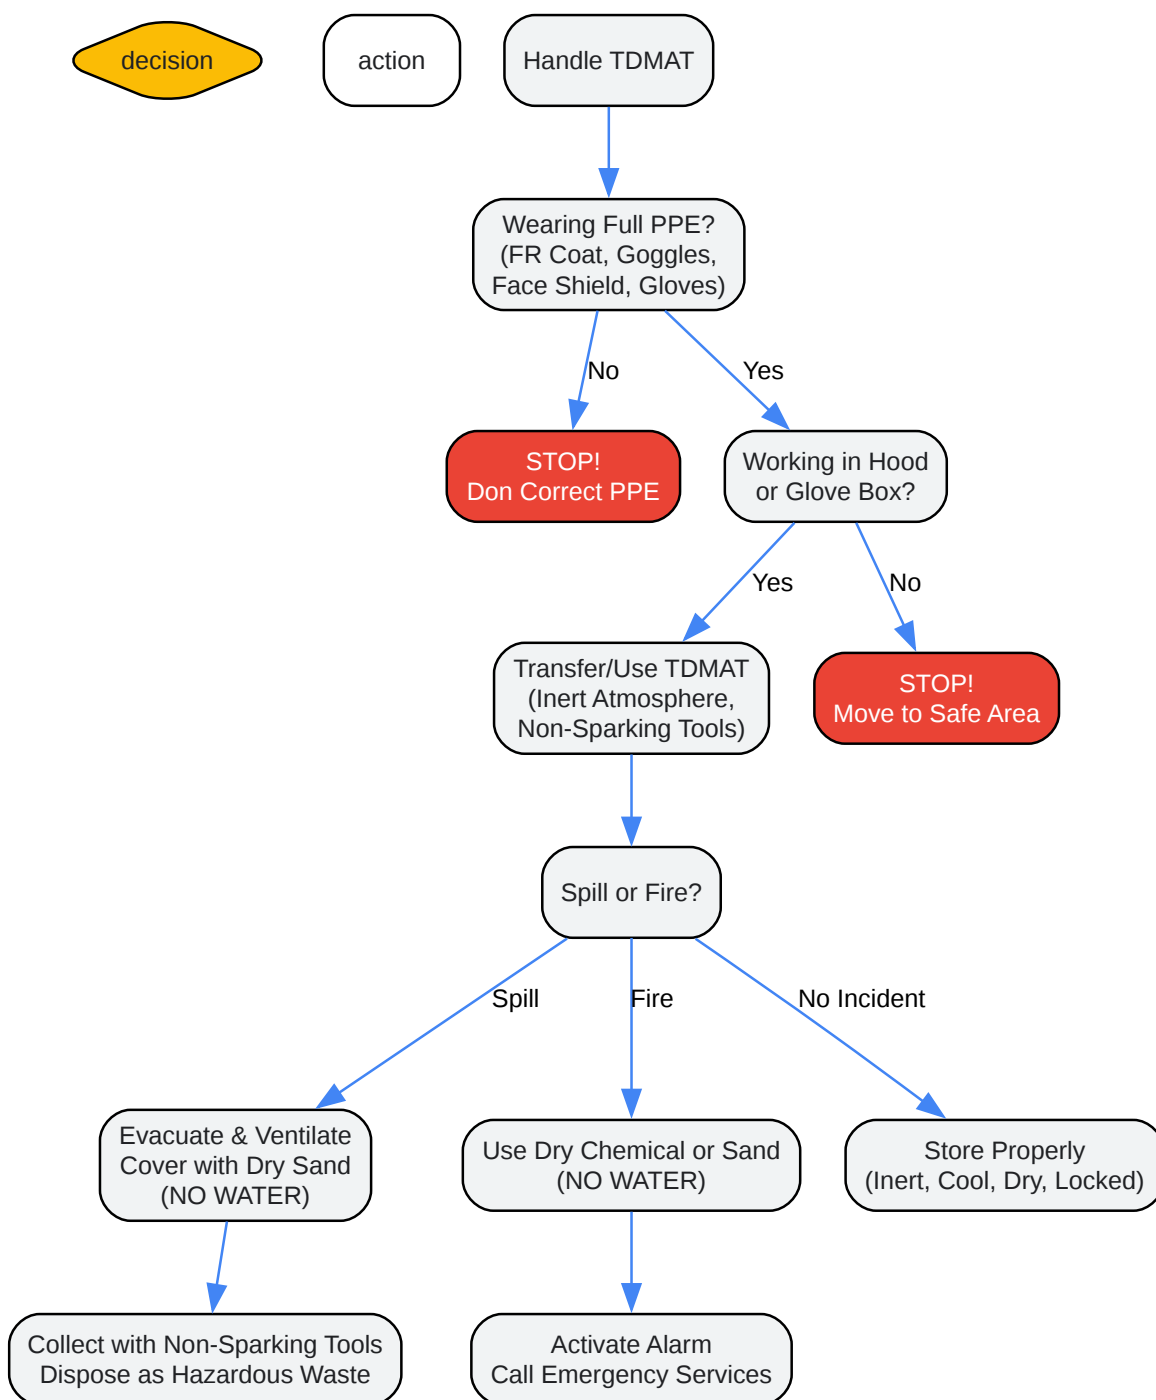 decision
action
Handle TDMAT
Wearing Full PPE?
(FR Coat, Goggles,
Face Shield, Gloves)
No
Yes
STOP!
Don Correct PPE
Working in Hood
or Glove Box?
Yes
No
Transfer/Use TDMAT
(Inert Atmosphere,
Non-Sparking Tools)
STOP!
Move to Safe Area
Spill or Fire?
Spill
Fire
No Incident
Evacuate & Ventilate
Cover with Dry Sand
(NO WATER)
Use Dry Chemical or Sand
(NO WATER)
Store Properly
(Inert, Cool, Dry, Locked)
Collect with Non-Sparking Tools
Dispose as Hazardous Waste
Activate Alarm
Call Emergency Services